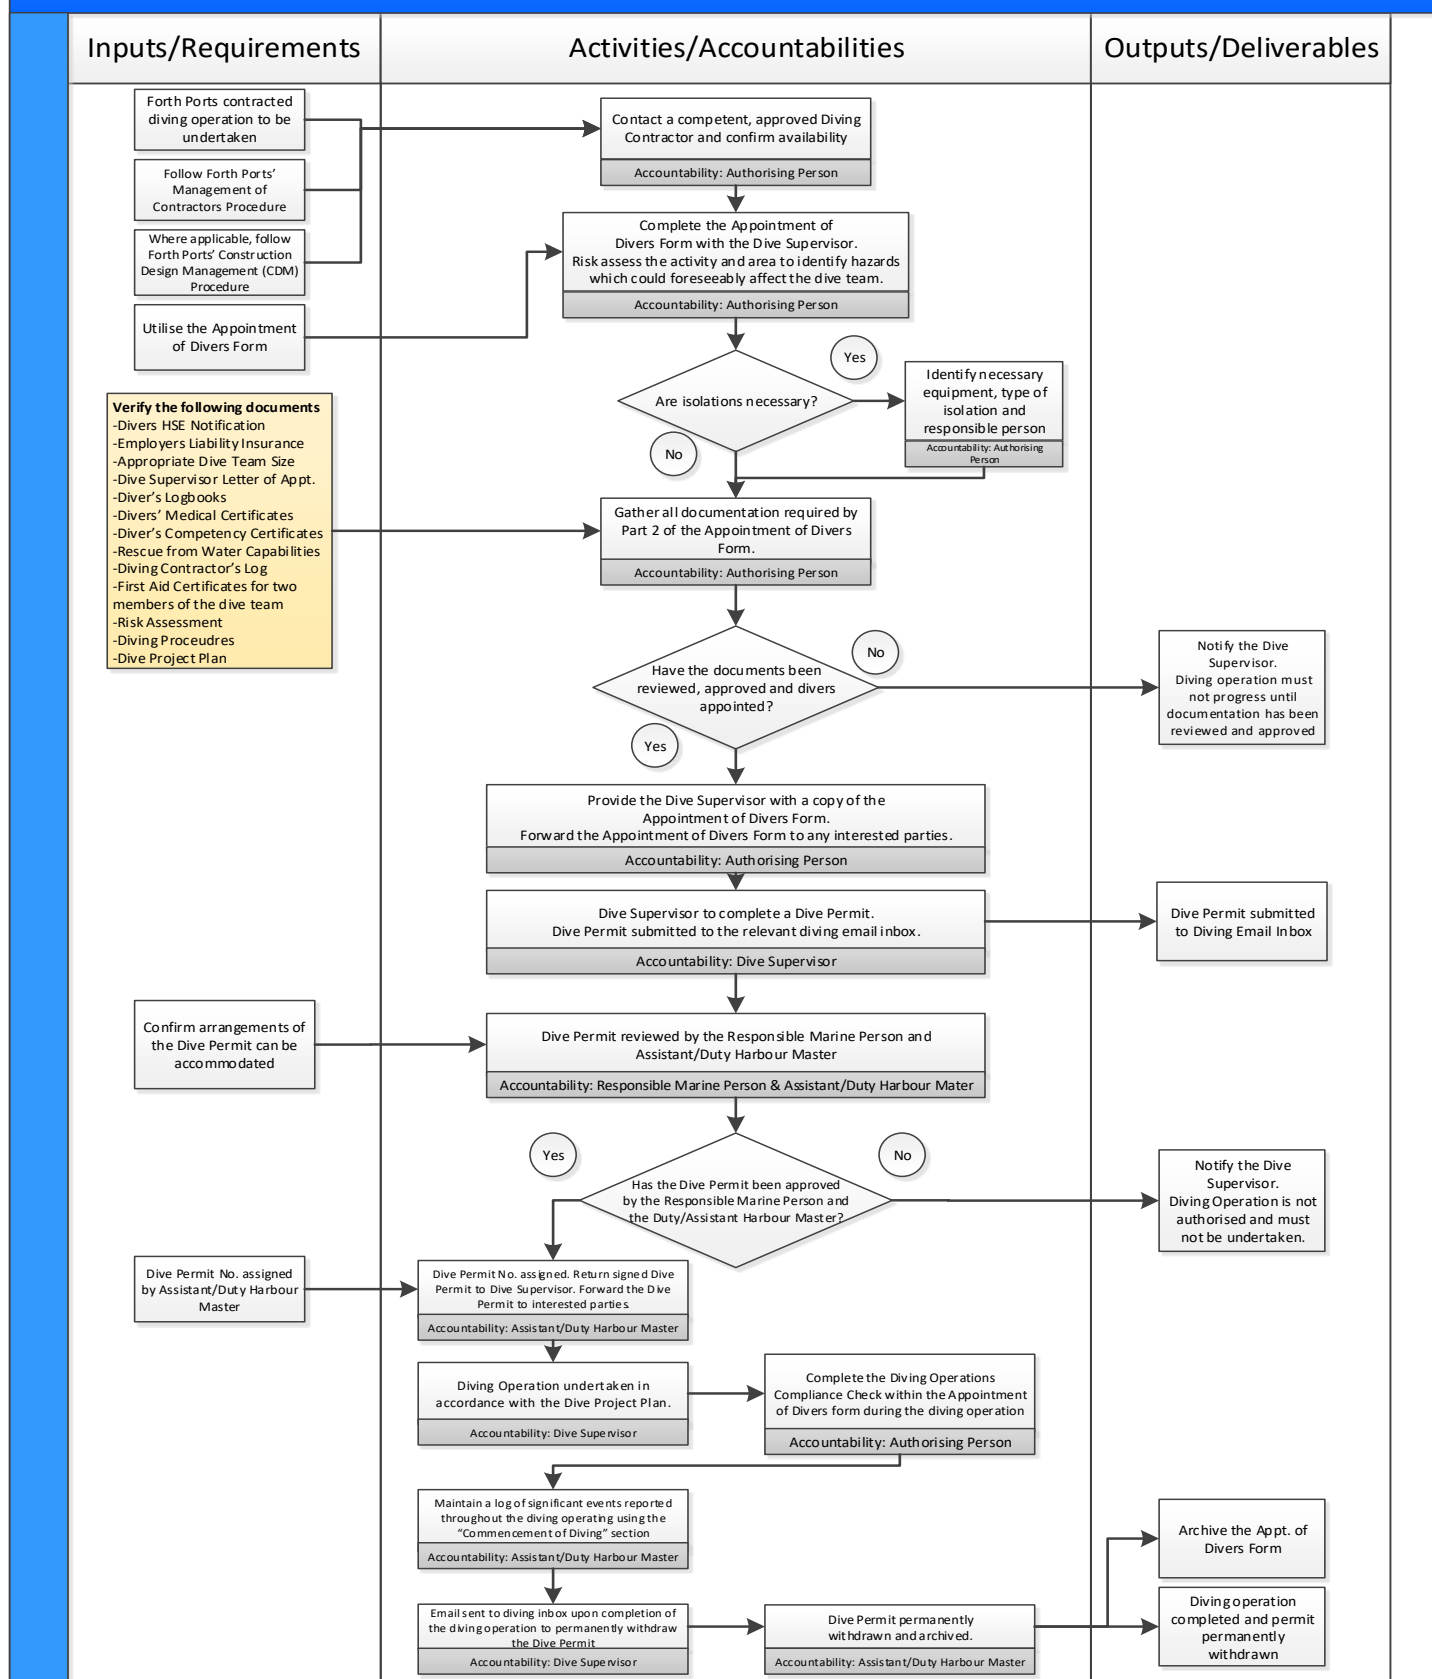 Inputs/Requirements
Activities/Accountabilities
Outputs/Deliverables
Forth Ports contracted
diving operation to be
undertaken
Contact a competent, approved Diving
Contractor and confirm availability
Accountability: Authorising Person
Follow Forth Ports'
Management of
Contractors Procedure
Where applicable, follow
Forth Ports' Construction
Design Management (CDM)
Procedure
Complete the Appointment of
Divers Form with the Dive Supervisor.
Risk assess the activity and area to identify hazards
which could foreseeably affect the dive team.
Accountability: Authorising Person
Utilise the Appointment
of Divers Form
Are isolations necessary?
Yes
No
Identify necessary
equipment, type of
isolation and
responsible person
Accountability: Authorising
Person
Verify the following documents
-Divers HSE Notification
-Employers Liability Insurance
-Appropriate Dive Team Size
-Dive Supervisor Letter of Appt.
-Diver's Logbooks
-Divers' Medical Certificates
-Diver's Competency Certificates
-Rescue from Water Capabilities
-Diving Contractor's Log
-First Aid Certificates for two
members of the dive team
-Risk Assessment
-Diving Proceudres
-Dive Project Plan
Gather all documentation required by
Part 2 of the Appointment of Divers
Form.
Accountability: Authorising Person
Have the documents been
reviewed, approved and divers
appointed?
No
Yes
Notify the Dive
Supervisor.
Diving operation must
not progress until
documentation has been
reviewed and approved
Provide the Dive Supervisor with a copy of the
Appointment of Divers Form.
Forward the Appointment of Divers Form to any interested parties.
Accountability: Authorising Person
Dive Supervisor to complete a Dive Permit.
Dive Permit submitted to the relevant diving email inbox.
Accountability: Dive Supervisor
Dive Permit submitted
to Diving Email Inbox
Confirm arrangements of
the Dive Permit can be
accommodated
Dive Permit reviewed by the Responsible Marine Person and
Assistant/Duty Harbour Master
Accountability: Responsible Marine Person & Assistant/Duty Harbour Mater
Yes
No
Has the Dive Permit been approved
by the Responsible Marine Person and
the Duty/Assistant Harbour Master?
Notify the Dive
Supervisor.
Diving Operation is not
authorised and must
not be undertaken.
Dive Permit No. assigned
by Assistant/Duty Harbour
Master
Dive Permit No. assigned. Return signed Dive
Permit to Dive Supervisor. Forward the Dive
Permit to interested parties.
Accountability: Assistant/Duty Harbour Master
Diving Operation undertaken in
accordance with the Dive Project Plan.
Accountability: Dive Supervisor
Complete the Diving Operations
Compliance Check within the Appointment
of Divers form during the diving operation
Accountability: Authorising Person
Maintain a log of significant events reported
throughout the diving operating using the
"Commencement of Diving" section
Accountability: Assistant/Duty Harbour Master
Archive the Appt. of
Divers Form
Email sent to diving inbox upon completion of
the diving operation to permanently withdraw
the Dive Permit
Accountability: Dive Supervisor
Dive Permit permanently
withdrawn and archived.
Accountability: Assistant/Duty Harbour Master
Diving operation
completed and permit
permanently
withdrawn